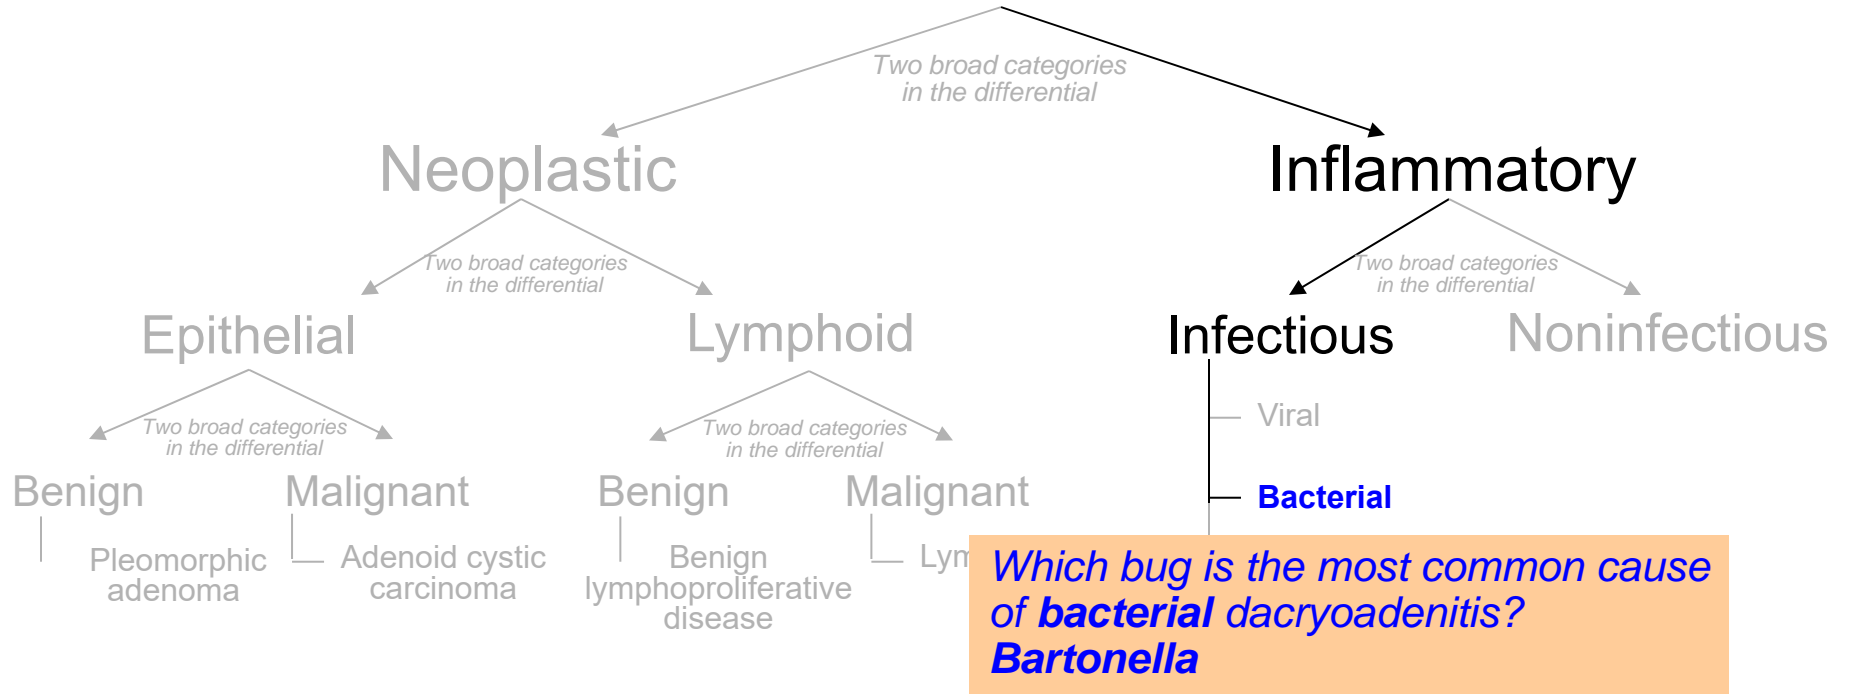 Two broad categories
in the differential
Neoplastic
Inflammatory
Two broad categories
in the differential
Two broad categories
in the differential
Epithelial
Lymphoid
Infectious
Noninfectious
Two broad categories
in the differential
Two broad categories
in the differential
Viral
Benign
Malignant
Benign
Malignant
Bacterial
Pleomorphic
adenoma
Adenoid cystic
carcinoma
Benign
lymphoproliferative
disease
Lym
Which bug is the most common cause
of bacterial dacryoadenitis?
Bartonella